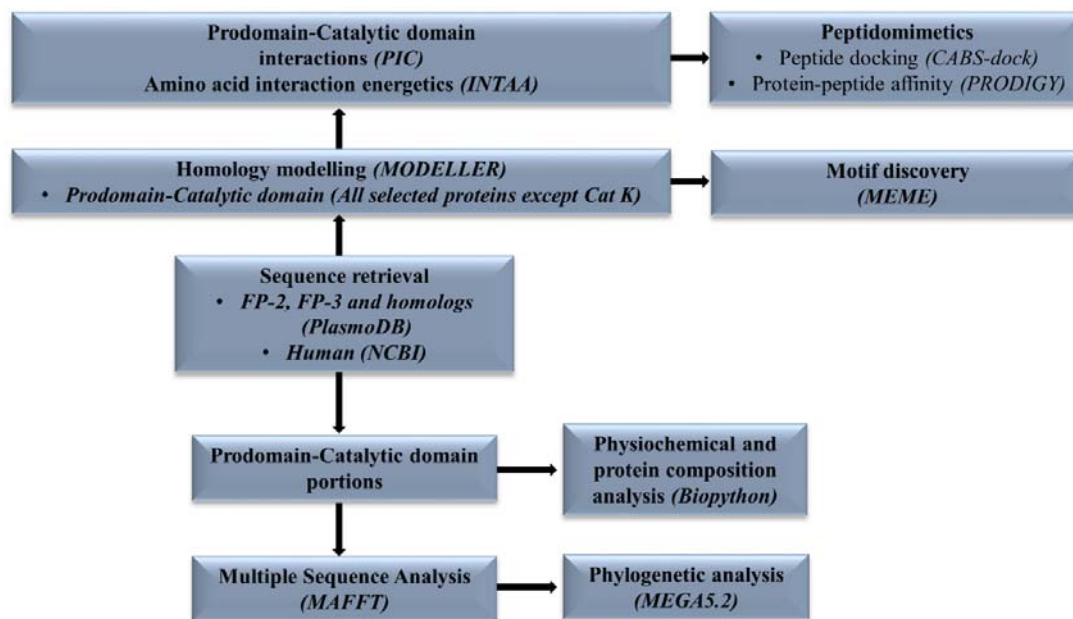 Prodomain-Catalytic domain
interactions (PIC)
Amino acid interaction energetics (INTAA)
Peptidomimetics
• Peptide docking (CABS-dock)
• Protein-peptide affinity (PRODIGY)
Homology modelling (MODELLER)
• Prodomain-Catalytic domain (All selected proteins except Cat K)
Motif discovery
(MEME)
Sequence retrieval
• FP-2, FP-3 and homologs
(PlasmoDB)
• Human (NCBI)
Prodomain-Catalytic domain
portions
Physiochemical and
protein composition
analysis (Biopython)
Multiple Sequence Analysis
(MAFFT)
Phylogenetic analysis
(MEGA5.2)